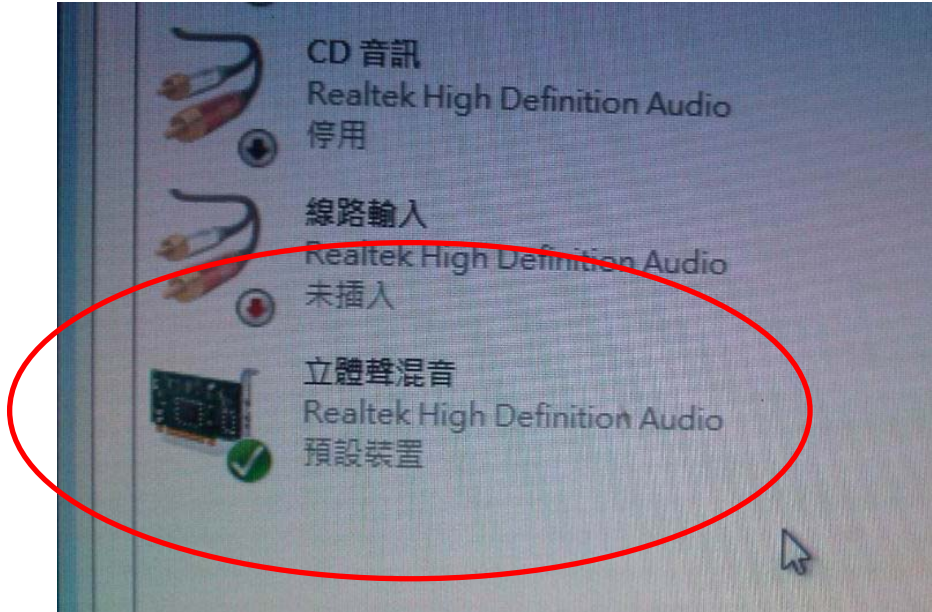 CD 音訊
Realtek High Definition Audio
停用
線路輸入
Realtek High Definition Audio
未插入
立體聲混音
Realtek High Definition Audio
預設裝置